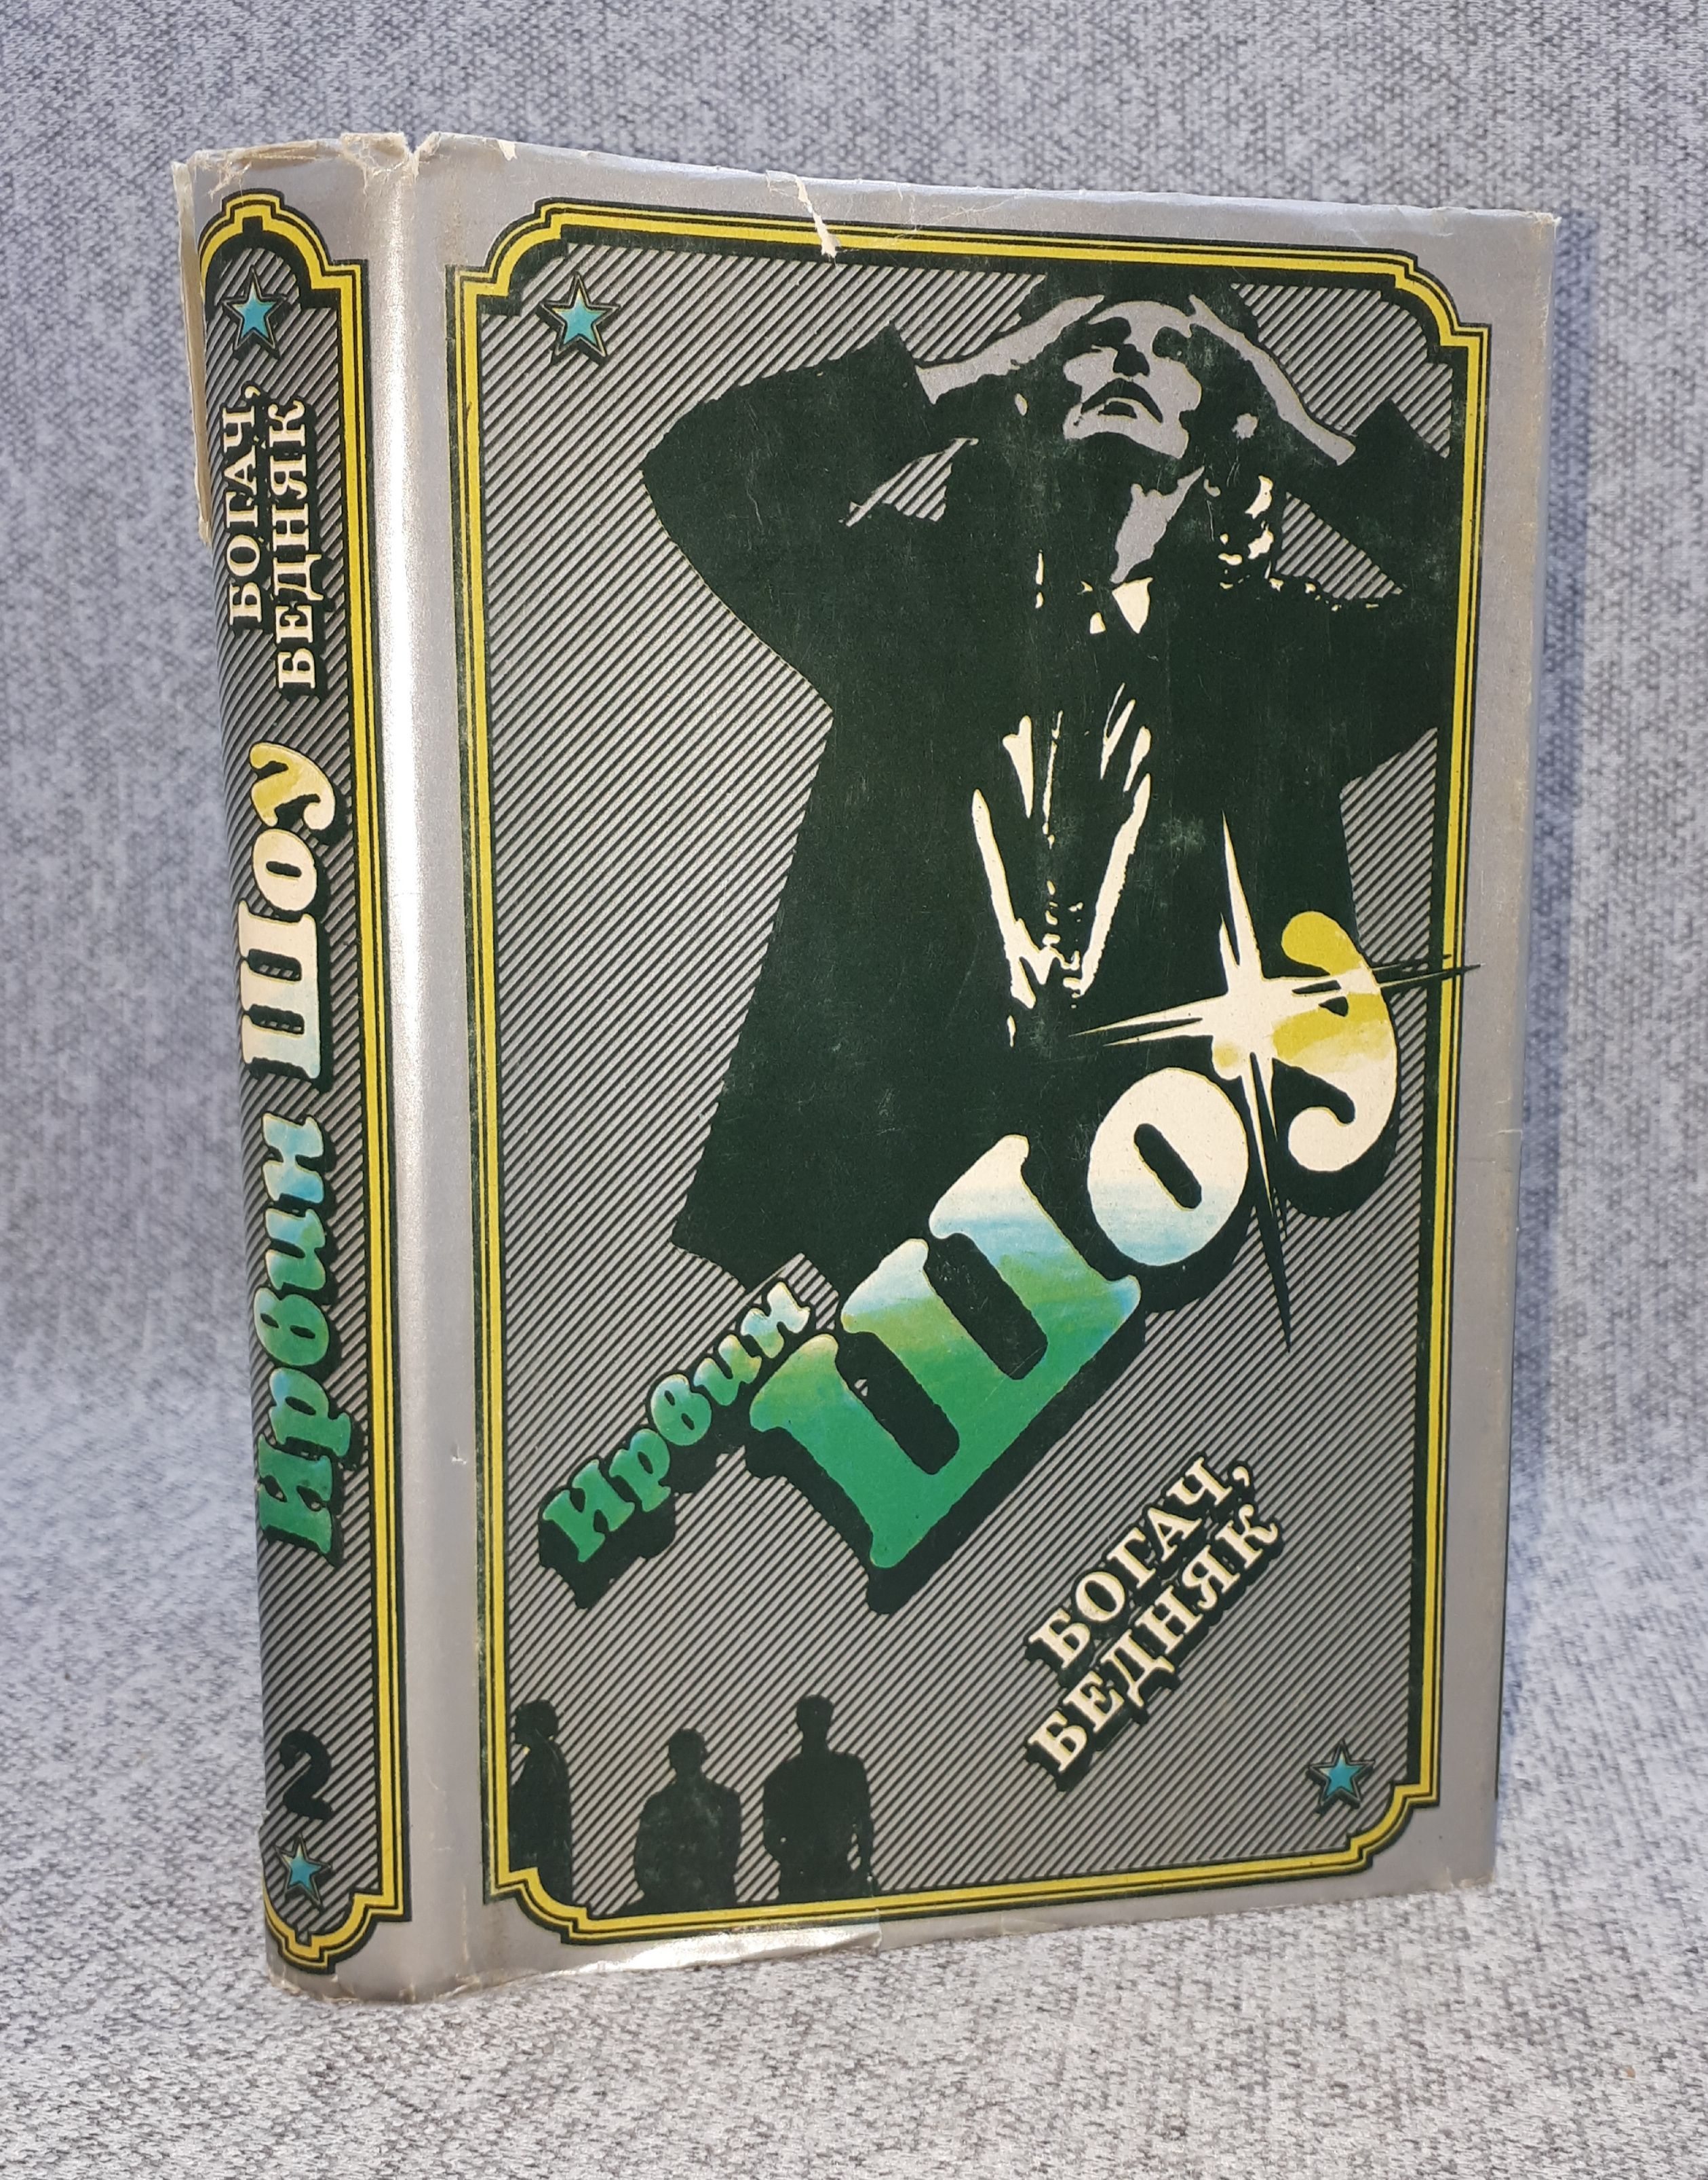 БОГАЧ,
БЕДНЯК
Ирвин Шоу
2
Ирвин
Шоу
БОГАЧ,
БЕДНЯК